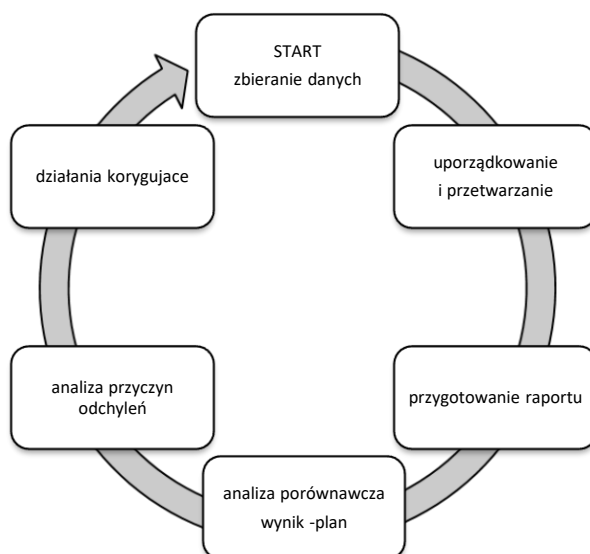 START
zbieranie danych
uporządkowanie
i przetwarzanie
przygotowanie raportu
analiza porównawcza
wynik -plan
analiza przyczyn
odchyleń
działania korygujace